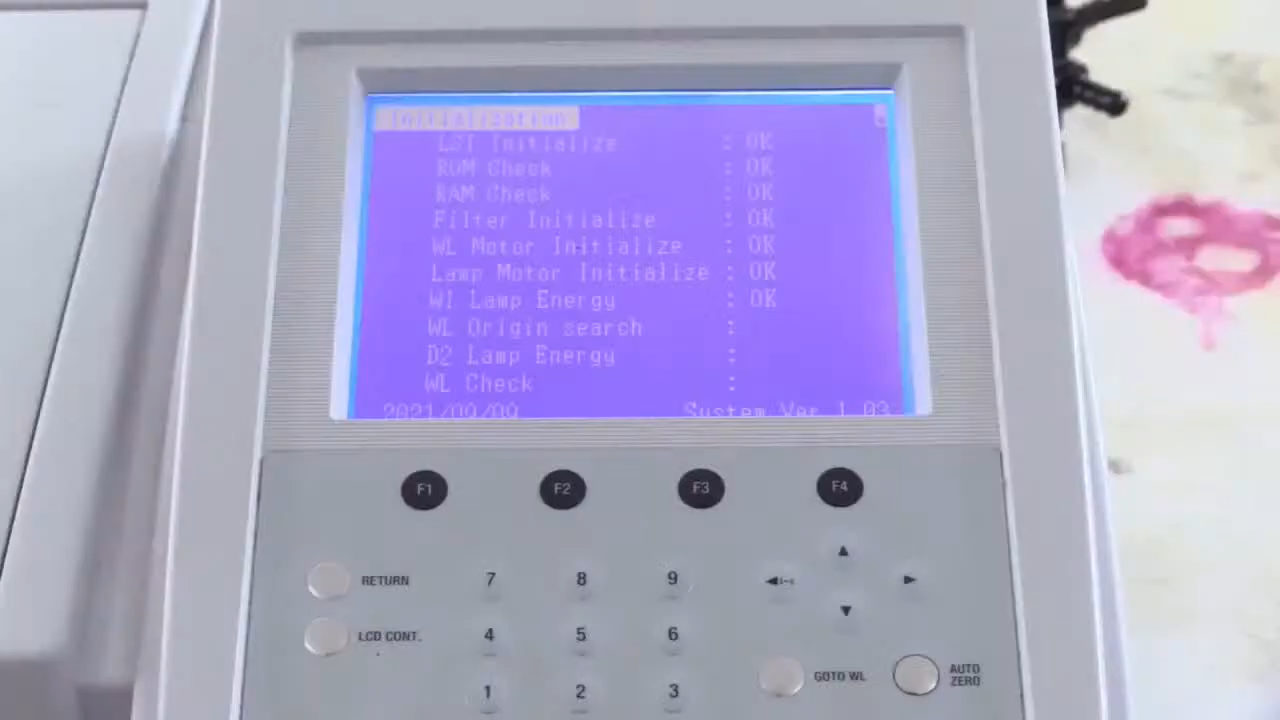 Initialization
LSI Initialize : OK
ROM Check : OK
RAM Check : OK
Filter Initialize : OK
WL Motor Initialize : OK
Lamp Motor Initialize : OK
WI Lamp Energy : OK
WL Origin search :
D2 Lamp Energy :
WL Check :
2021/09/09 System Ver 1.03
F1 F2 F3 F4
RETURN 7 8 9
LCD CONT. 4 5 6
1 2 3 GOTO WL AUTO ZERO